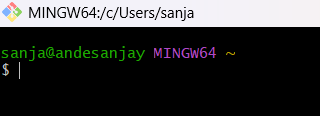 MINGW64:/c/Users/sanja
sanja@andesanjay MINGW64 ~
$